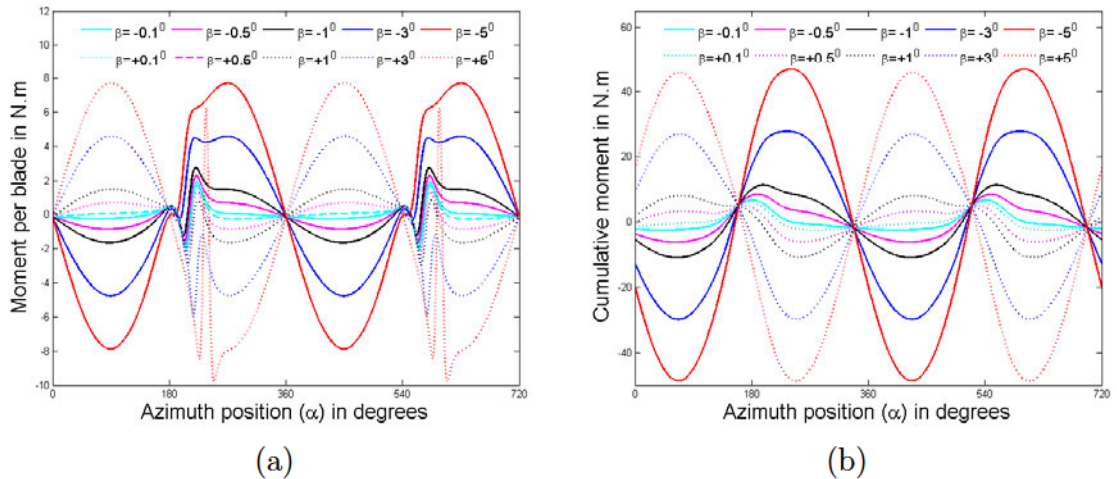 12
10
8
6
4
2
0
-2
-4
-6
-8
-10
Moment per blade in N.m
β= -0.1⁰ β= -0.5⁰ β= -1⁰ β= -3⁰ β= -5⁰
β=+0.1⁰ β=+0.5⁰ β=+1⁰ β=+3⁰ β=+5⁰
0 180 360 540 720
Azimuth position (α) in degrees
(a)
60
40
20
0
-20
-40
Cumulative moment in N.m
β= -0.1⁰ β= -0.5⁰ β= -1⁰ β= -3⁰ β= -5⁰
β=+0.1⁰ β=+0.5⁰ β=+1⁰ β=+3⁰ β=+5⁰
0 180 360 540 720
Azimuth position (α) in degrees
(b)